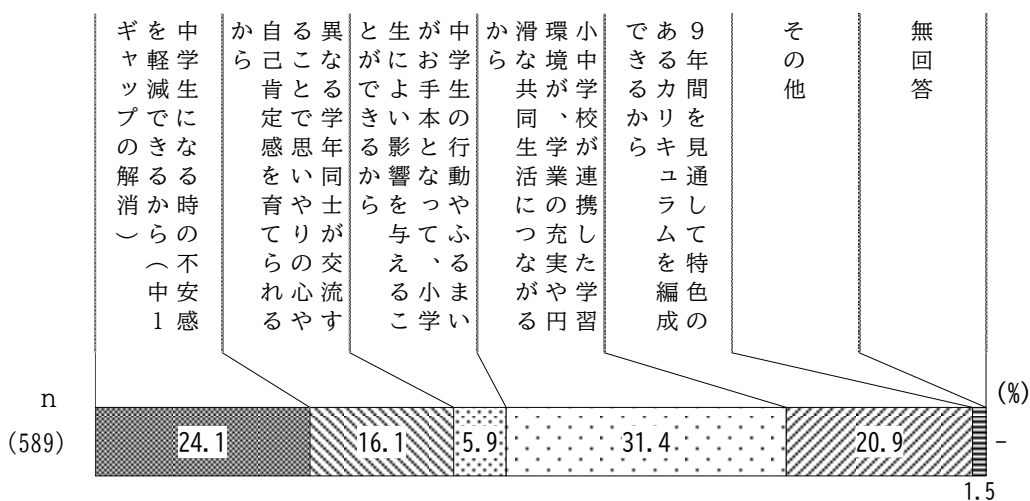 中学生になる時の不安感
を軽減できるから（中1
ギャップの解消）
異なる学年同士が交流す
ることで思いやりの心や
自己肯定感を育てられる
から
中学生の行動やふるまい
がお手本となって、小学
生によい影響を与えるこ
とができるから
小中学校が連携した学習
環境が、学業の充実や円
滑な共同生活につながる
から
9年間を見通して特色の
あるカリキュラムを編成
できるから
その他
無回答
(%)
n
(589)
24.1
16.1
5.9
31.4
20.9
-
1.5